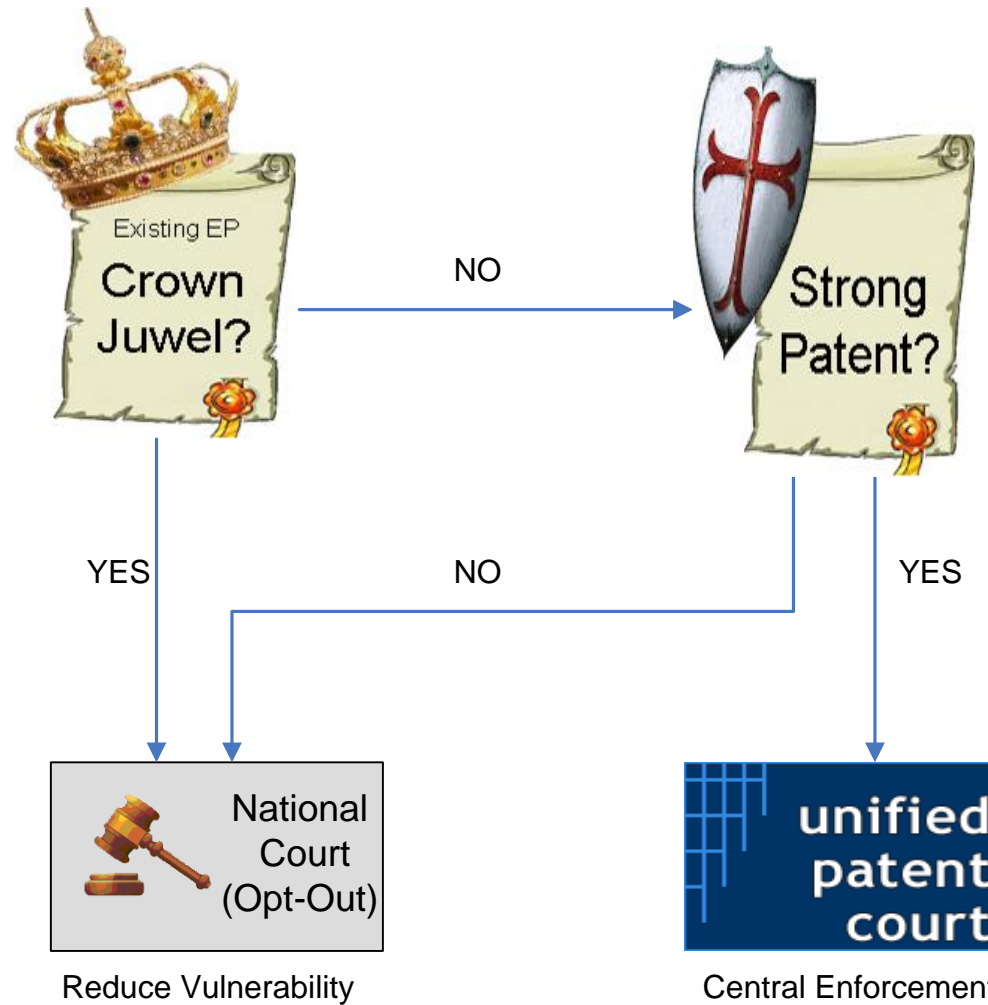 Existing EP
Crown
Juwel?
NO
Strong
Patent?
YES
NO
YES
National
Court
(Opt-Out)
unified
patent
court
Reduce Vulnerability
Central Enforcement